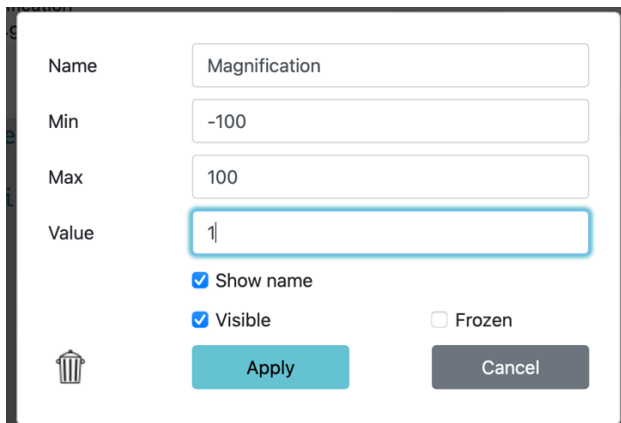 Name Magnification
Min -100
Max 100
Value 1
Show name
Visible Frozen
Apply Cancel